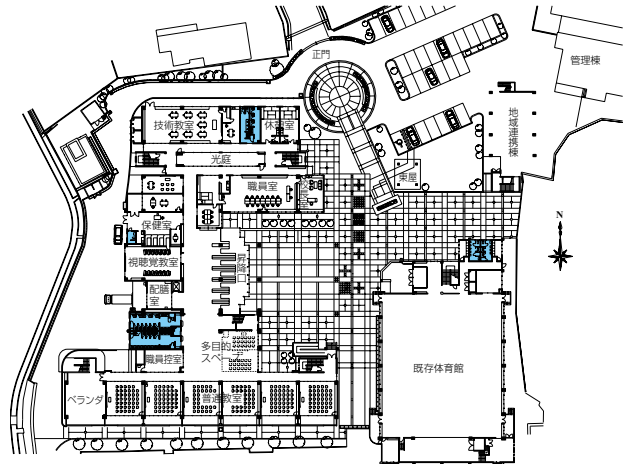 正門
管理棟
地域連携棟
技術教室
休憩室
光庭
東屋
職員室
校長室
保健室
視聴覚教室
昇降口
配膳
室
多目的
スペース
職員控室
既存体育館
ベランダ
普通教室
N